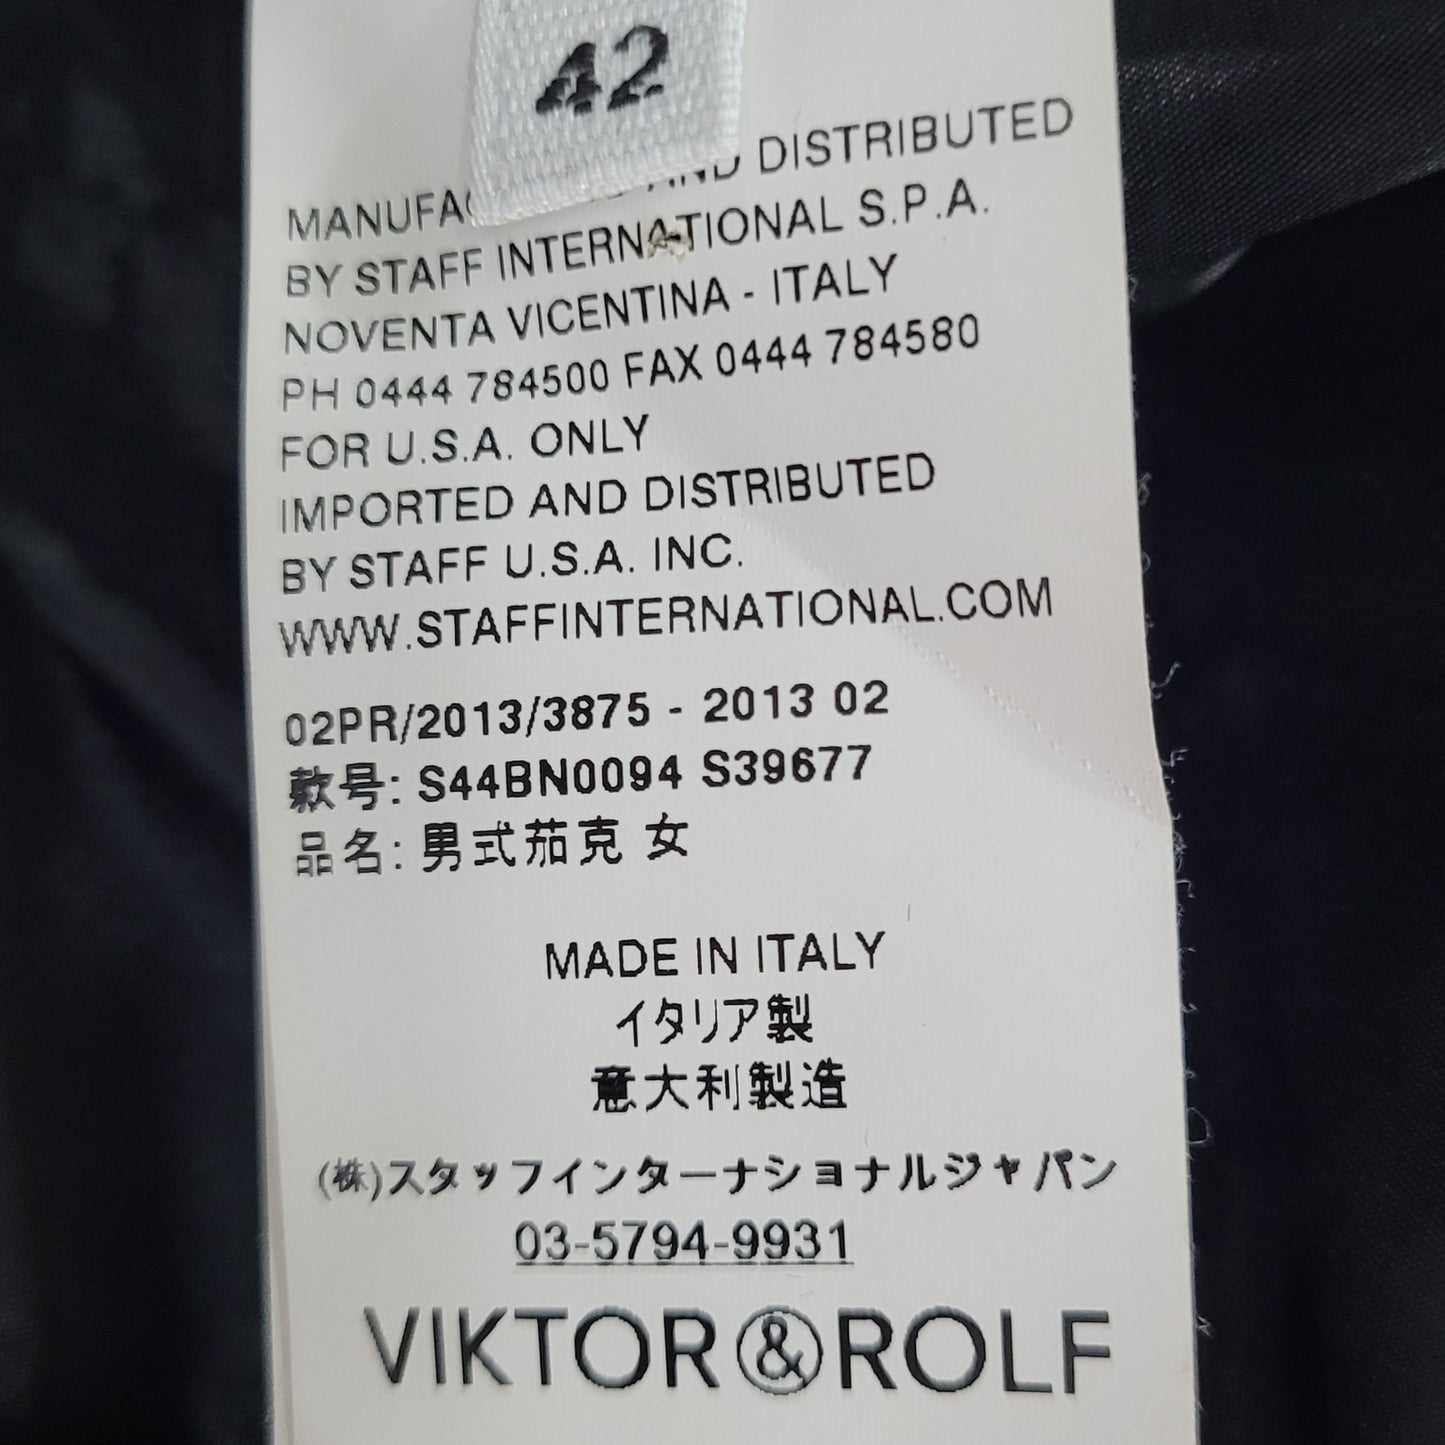 42
DISTRIBUTED
BY STAFF INTERNATIONAL S.P.A.
NOVENTA VICENTINA - ITALY
PH 0444 784500 FAX 0444 784580
FOR U.S.A. ONLY
IMPORTED AND DISTRIBUTED
BY STAFF U.S.A. INC.
WWW.STAFFINTERNATIONAL.COM
02PR/2013/3875 - 2013 02
款号: S44BN0094 S39677
品名: 男式茄克 女
MADE IN ITALY
イタリア製
意大利製造
(株)スタッフインターナショナルジャパン
03-5794-9931
VIKTOR&ROLF